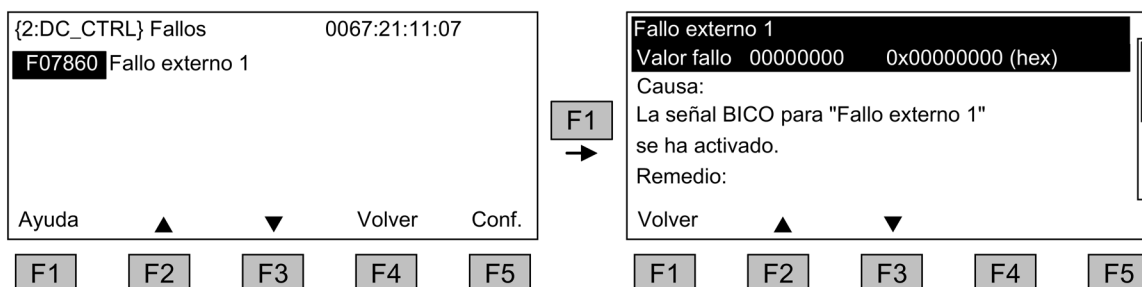 {2:DC_CTRL} Fallos 0067:21:11:07
F07860 Fallo externo 1
Ayuda ▲ ▼ Volver Conf.
F1 F2 F3 F4 F5
F1
Fallo externo 1
Valor fallo 00000000 0x00000000 (hex)
Causa:
La señal BICO para "Fallo externo 1"
se ha activado.
Remedio:
Volver ▲ ▼
F1 F2 F3 F4 F5